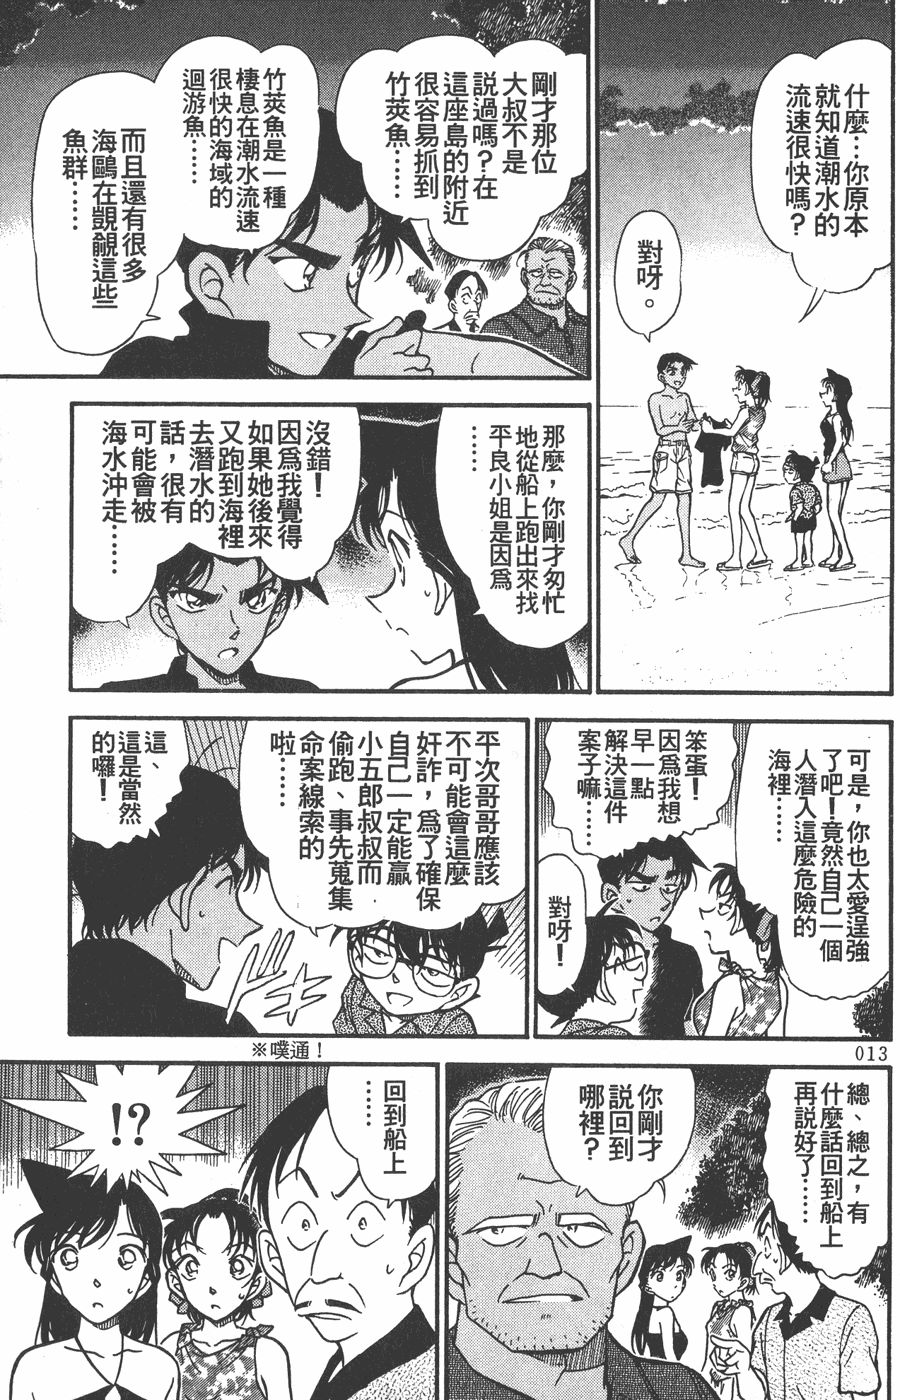 什麼…你原本
就知道潮水的
流速很快嗎？
對呀。
剛才那位
大叔不是
說過嗎？在
這座島的附近
很容易抓到
竹莢魚……
竹莢魚是一種
棲息在潮水流速
很快的海域的
迴游魚……
而且還有很多
海鷗在覬覦這些
魚群……
那麼，你剛才匆忙
地從船上跑出來找
平良小姐是因為
……
沒錯！
因為我覺得
如果她後來
又跑到海裡
去潛水的
話，很有
可能會被
海水沖走……
可是，你也太愛逞強
了吧！竟然自己一個
人潛入這麼危險的
海裡……
笨蛋！
因為我想
早一點
解決這件
案子嘛……
對呀！
平次哥哥應該
不可能會這麼
奸詐，為了確保
自己一定能贏
小五郎叔叔而
偷跑、事先蒐集
命案線索的
啦……
ドキッ
※噗通！
這、
這是當然
的囉！
013
總、總之，有
什麼話回到船上
再說好了……
你剛才
說回到
哪裡？
回到船上
……
!?